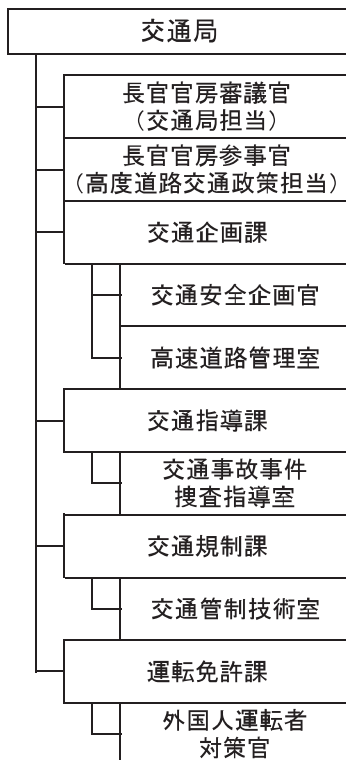 交通局
長官官房審議官
（交通局担当）
長官官房参事官
（高度道路交通政策担当）
交通企画課
交通安全企画官
高速道路管理室
交通指導課
交通事故事件
捜査指導室
交通規制課
交通管制技術室
運転免許課
外国人運転者
対策官